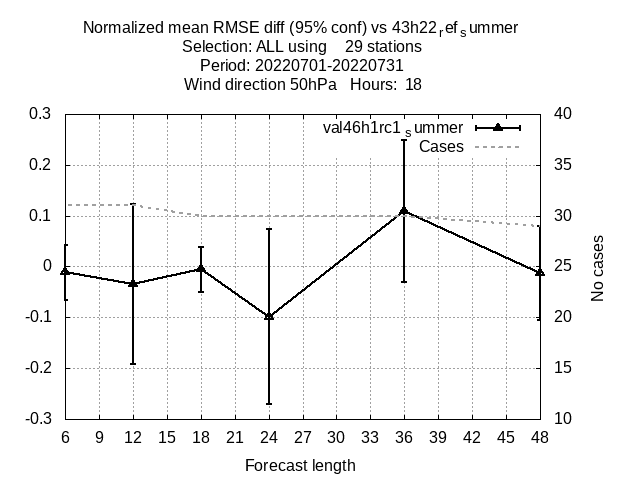 Normalized mean RMSE diff (95% conf) vs 43h22refsummer
Selection: ALL using 29 stations
Period: 20220701-20220731
Wind direction 50hPa Hours: 18
0.3
0.2
0.1
0
-0.1
-0.2
-0.3
val46h1rc1summer
Cases
40
35
30
25
20
15
10
No cases
6 9 12 15 18 21 24 27 30 33 36 39 42 45 48
Forecast length